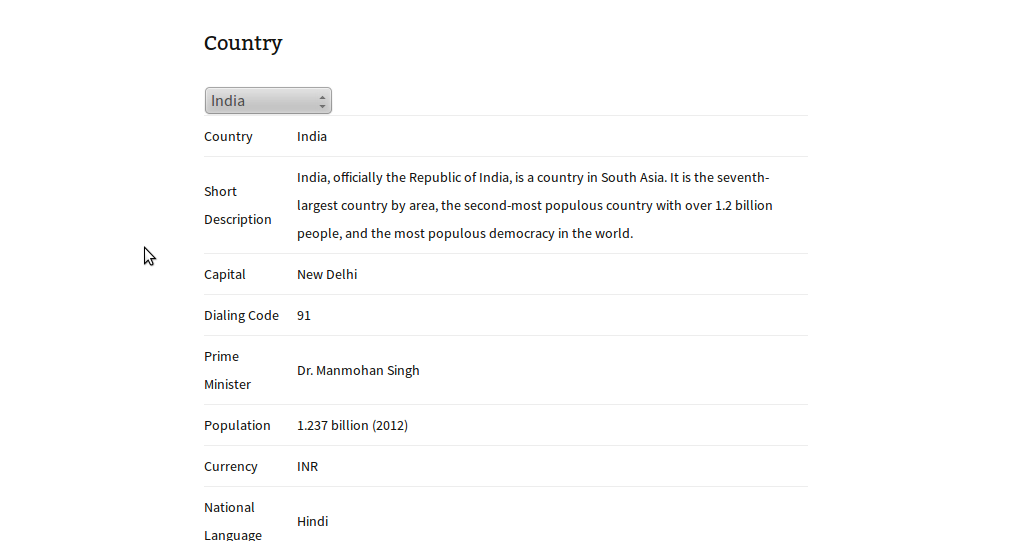 Country
India
Country India
Short Description India, officially the Republic of India, is a country in South Asia. It is the seventh-
largest country by area, the second-most populous country with over 1.2 billion
people, and the most populous democracy in the world.
Capital New Delhi
Dialing Code 91
Prime Minister Dr. Manmohan Singh
Population 1.237 billion (2012)
Currency INR
National Language Hindi